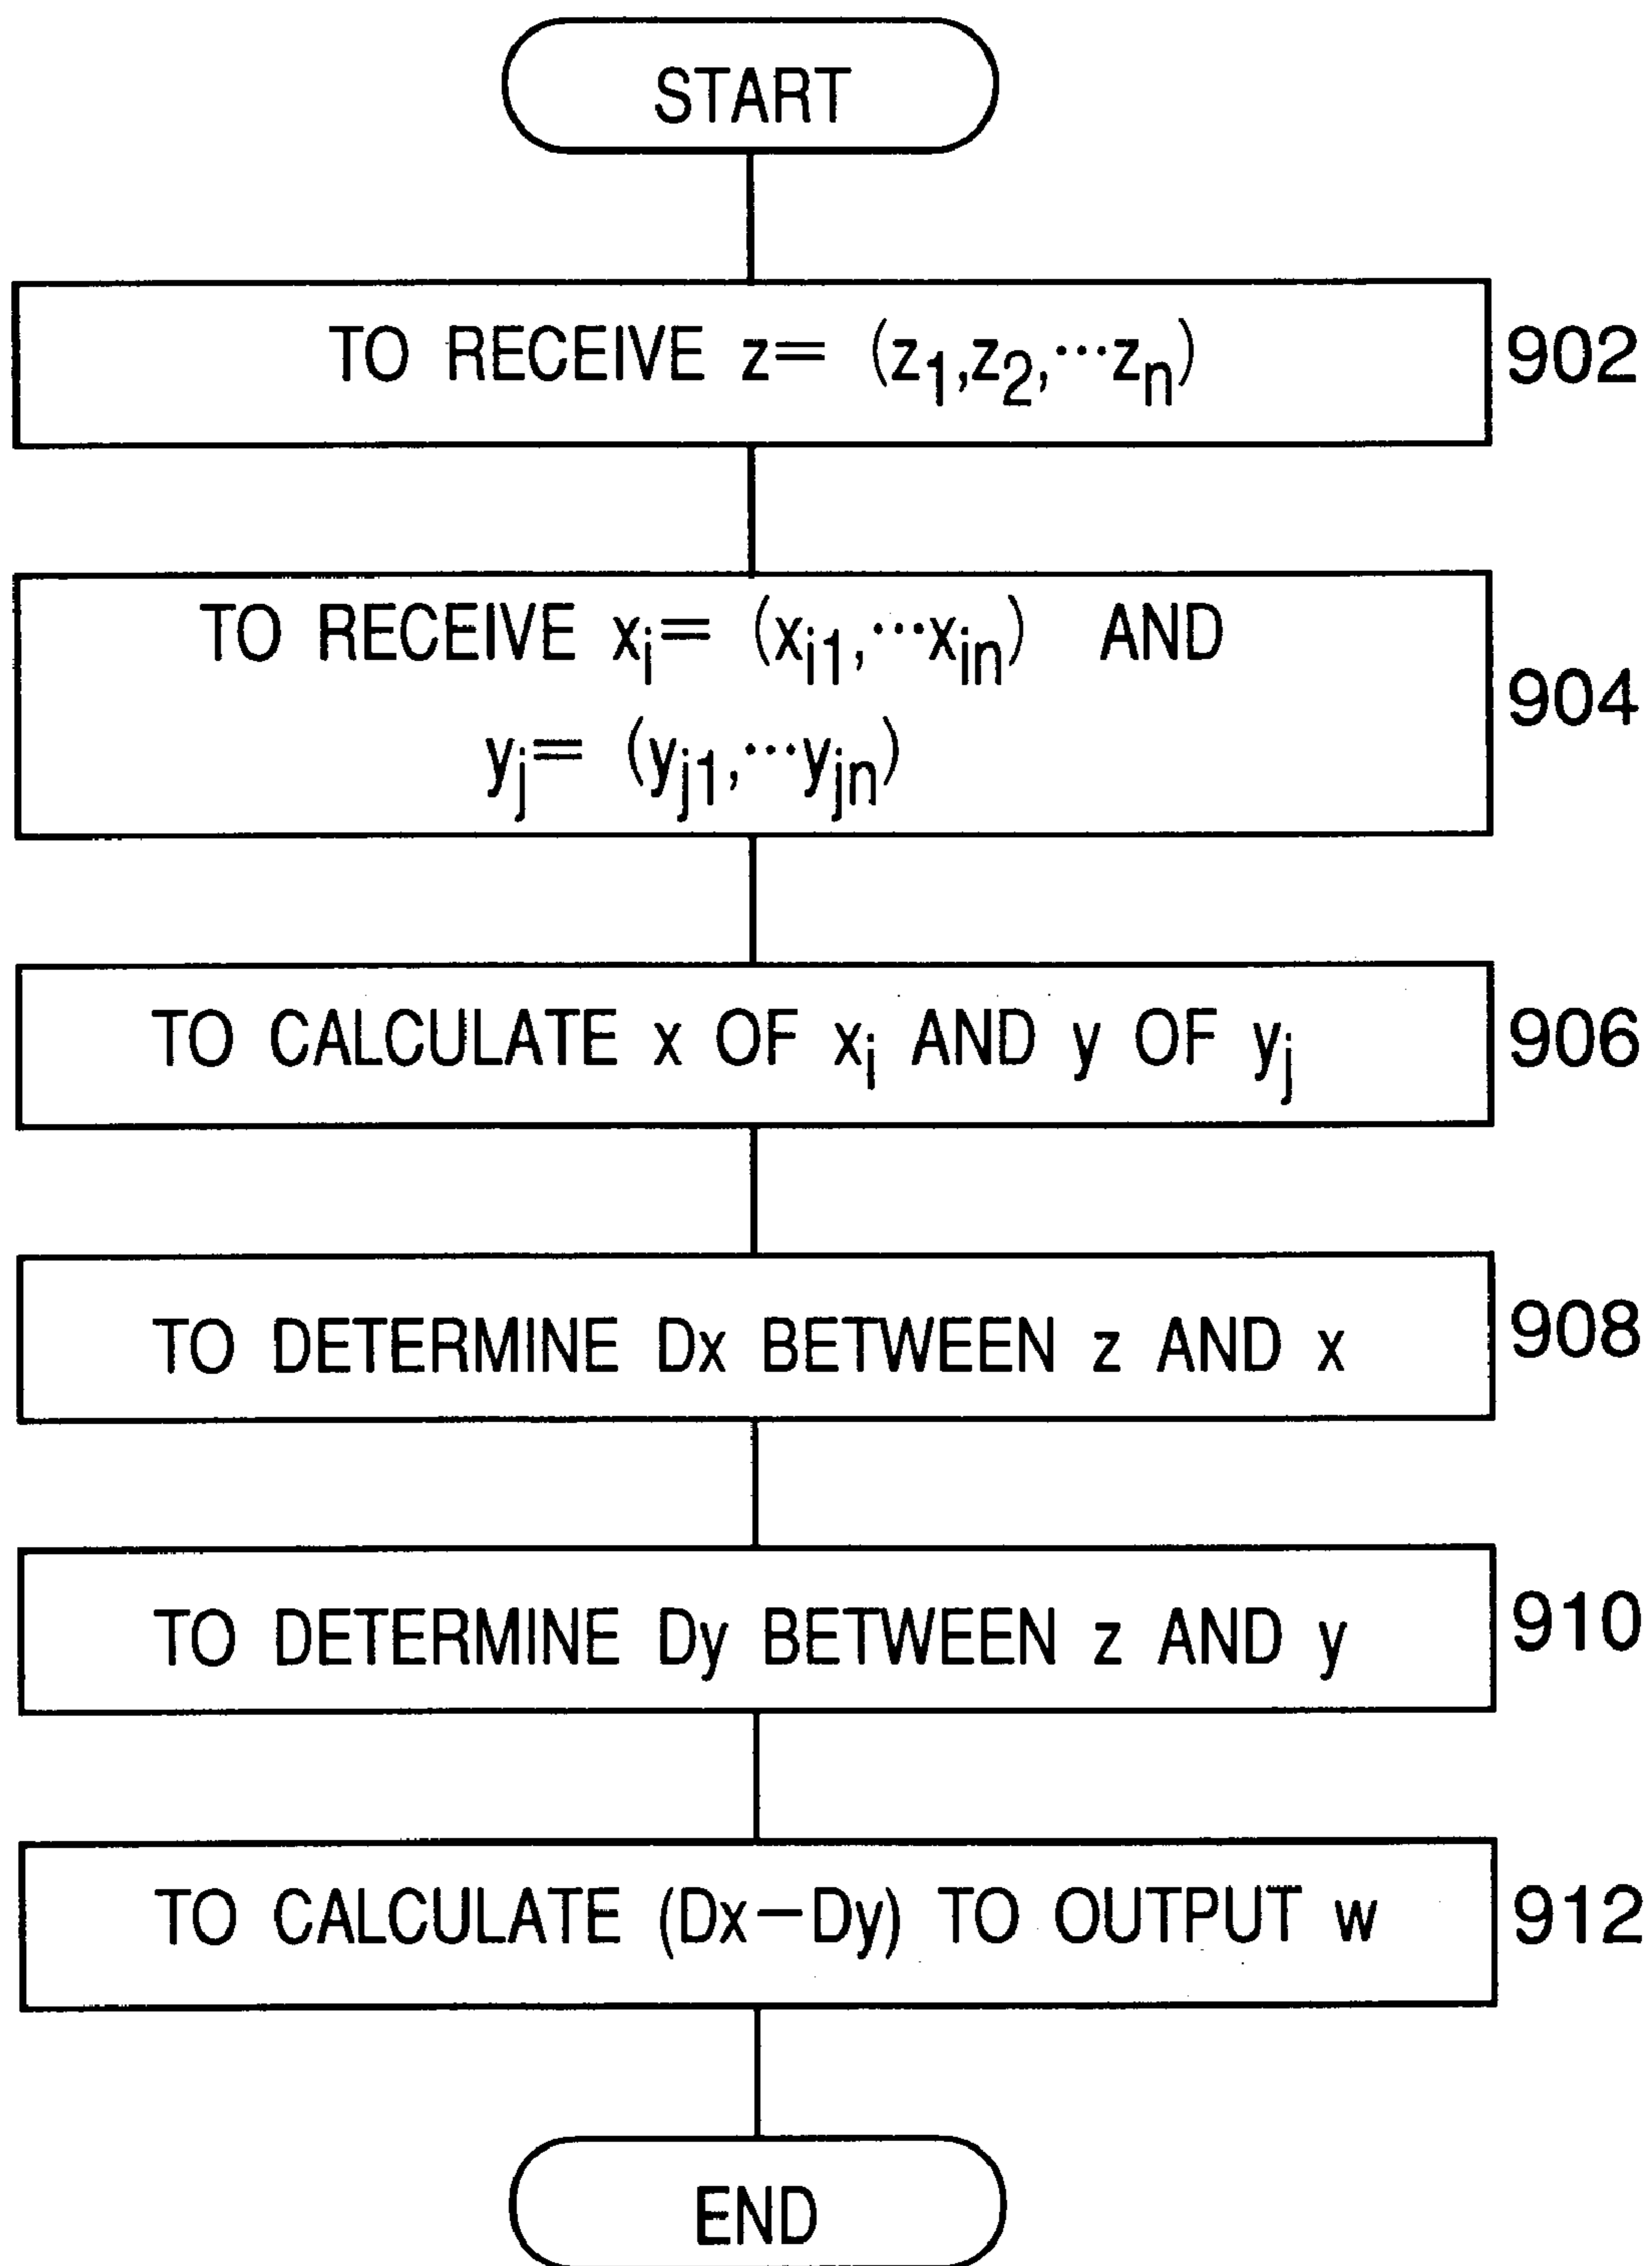 START
TO RECEIVE z= (z1,z2,···zn)
902
TO RECEIVE xi= (xi1,···xin) AND
yj= (yj1,···yjn)
904
TO CALCULATE x OF xi AND y OF yj
906
TO DETERMINE Dx BETWEEN z AND x
908
TO DETERMINE Dy BETWEEN z AND y
910
TO CALCULATE (Dx−Dy) TO OUTPUT w
912
END